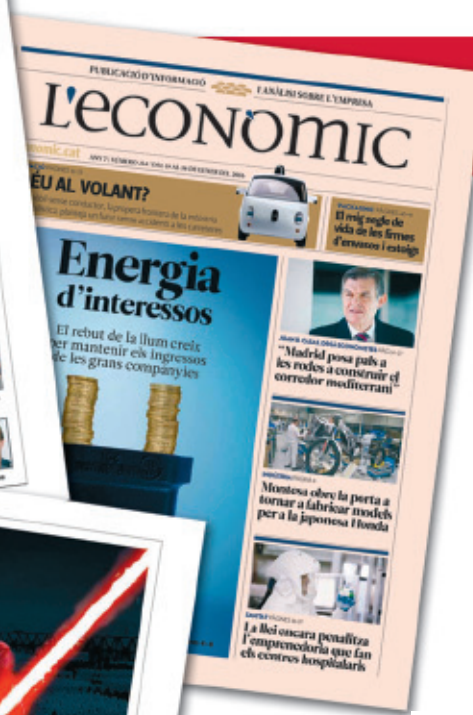 PUBLICACIÓ D'INFORMACIÓ
I ANÀLISI SOBRE L'EMPRESA
L'ECONÒMIC
nomic.cat
ÉU AL VOLANT?
El mig segle de
vida de les firmes
d'envasos i estoigs
Energia
d'interessos
El rebut de la llum creix
per mantenir els ingressos
de les grans companyies
"Madrid posa pals a
les rodes a construir el
corredor mediterrani"
Montesa obre la porta a
tornar a fabricar models
per a la japonesa Honda
La llei encara penalitza
l'emprenedoria que fan
els centres hospitalaris